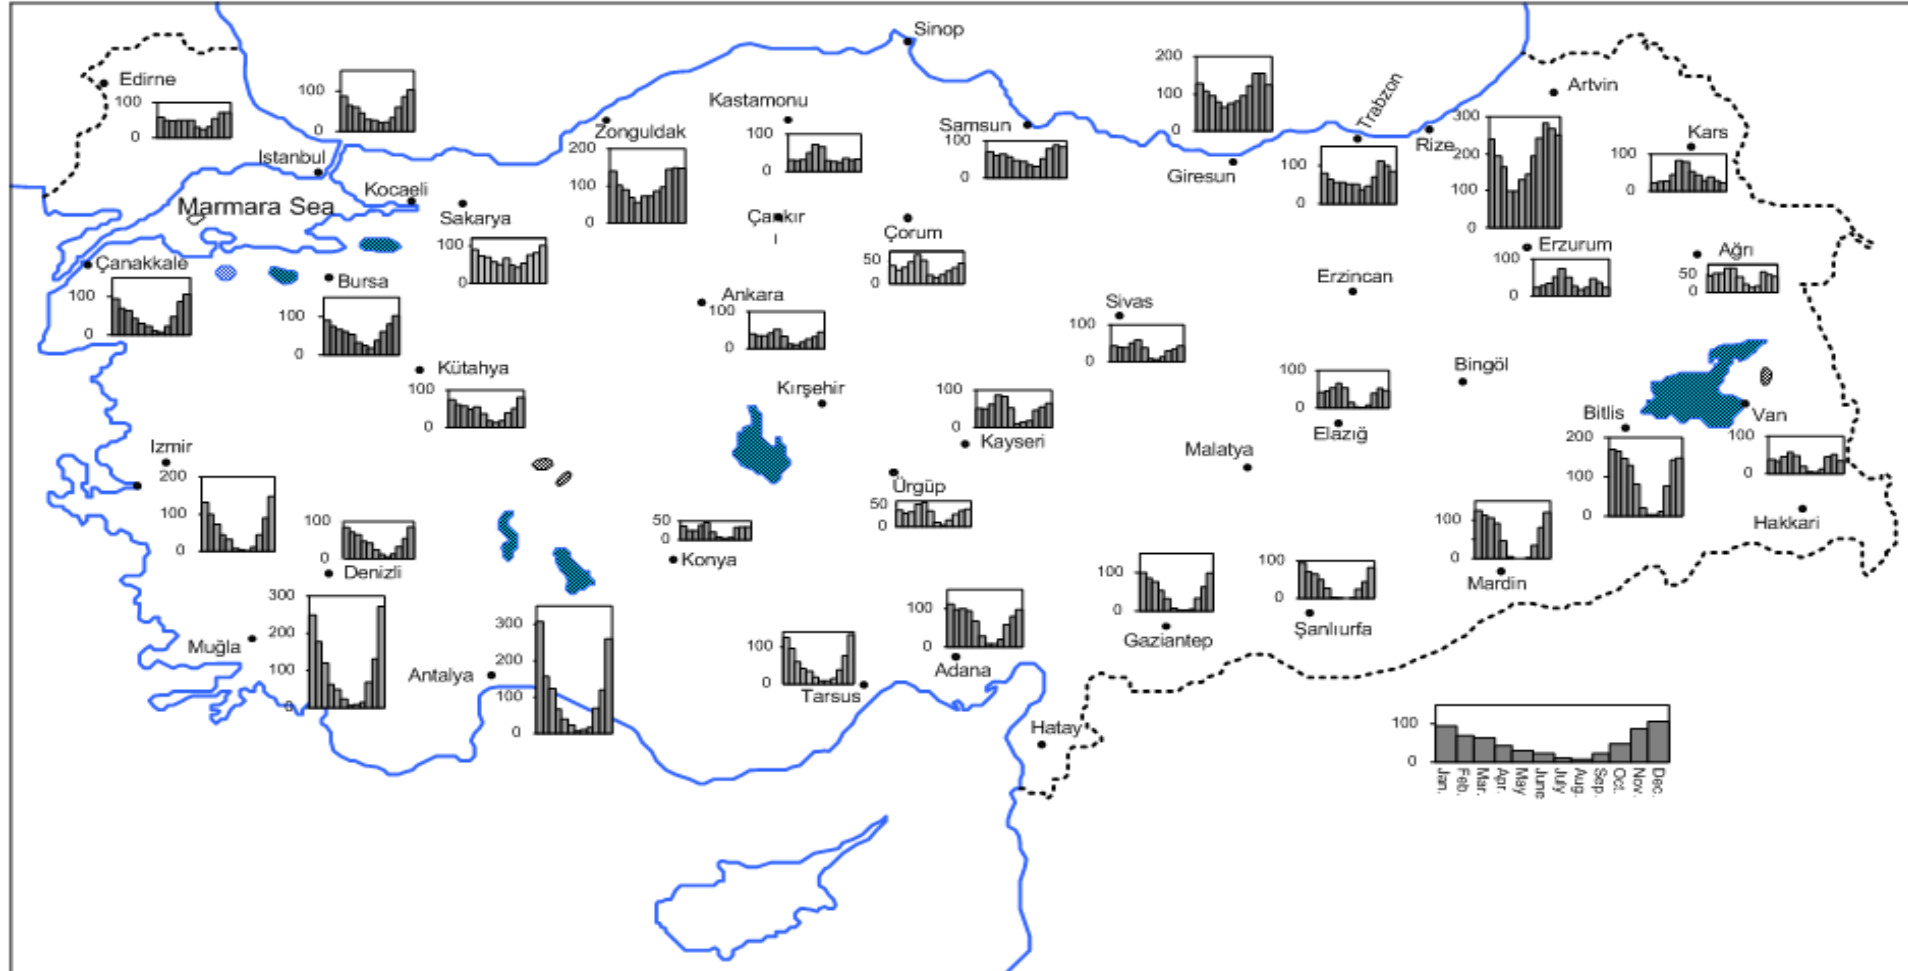 Sinop
Edirne
100
0
100
0
Kastamonu
100
0
Zonguldak
200
100
0
Samsun
100
0
200
100
0
Giresun
Trabzon
100
0
Rize
Artvin
300
200
100
0
Kars
100
0
Istanbul
Kocaeli
Marmara Sea
Sakarya
100
0
Çankır
ı
Çorum
50
0
Çanakkale
100
0
Bursa
100
0
Ankara
100
0
Sivas
100
0
Erzincan
Erzurum
100
0
Ağrı
50
0
Kütahya
100
0
Kırşehir
100
0
Kayseri
100
0
Elazığ
Bingöl
Bitlis
200
100
0
Van
100
0
Izmir
200
100
0
Denizli
100
0
50
0
Konya
Ürgüp
50
0
Malatya
Hakkari
100
0
Mardin
Muğla
300
200
100
0
Antalya
300
200
100
0
100
0
Tarsus
100
0
Adana
100
0
Gaziantep
100
0
Şanlıurfa
Hatay
100
0
Jan.
Feb.
Mar.
Apr.
May
June
July
Aug.
Sep.
Oct.
Nov.
Dec.